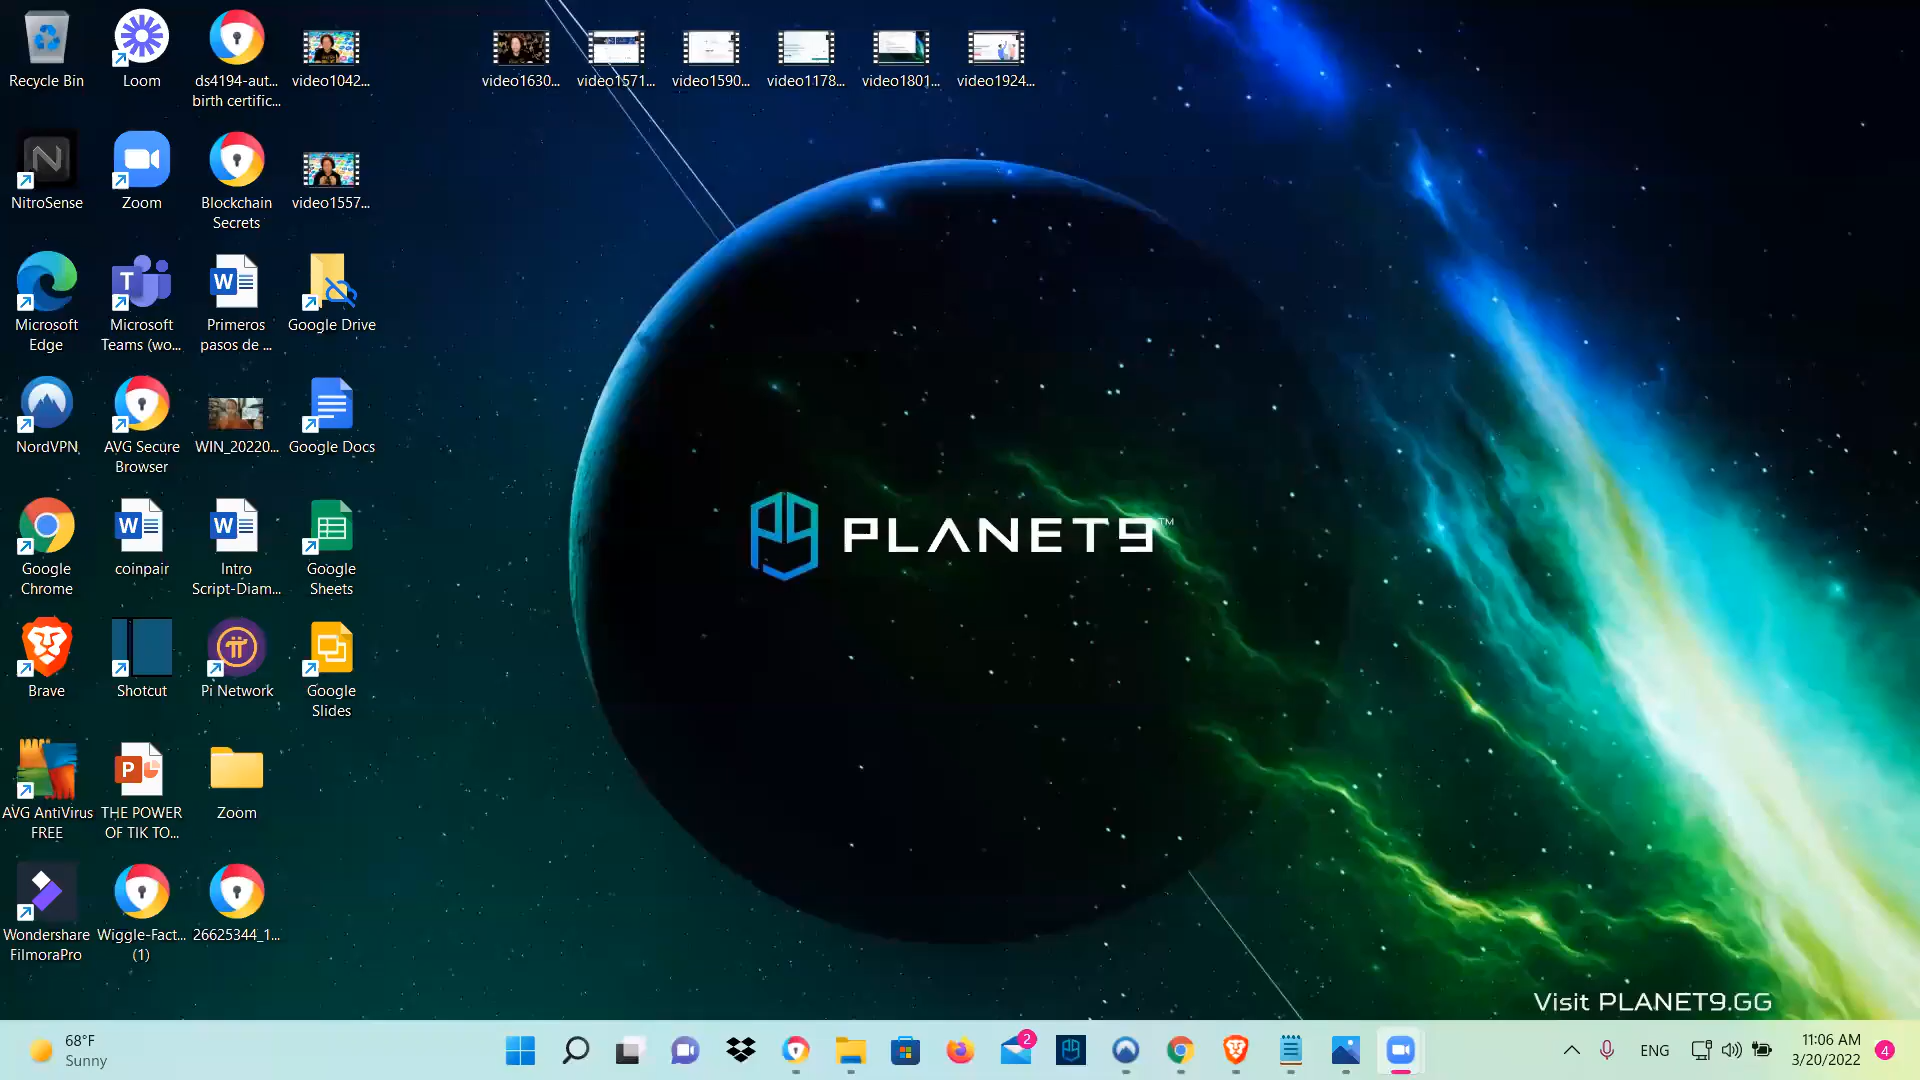 Recycle Bin
Loom
ds4194-aut...
birth certific...
video1042...
video1630...
video1571...
video1590...
video1178...
video1801...
video1924...
NitroSense
Zoom
Blockchain
Secrets
video1557...
Microsoft
Edge
Microsoft
Teams (wo...
Primeros
pasos de ...
Google Drive
NordVPN
AVG Secure
Browser
WIN_20220...
Google Docs
Google
Chrome
coinpair
Intro
Script-Diam...
Google
Sheets
Brave
Shotcut
Pi Network
Google
Slides
AVG AntiVirus
FREE
THE POWER
OF TIK TO...
Zoom
Wondershare
FilmoraPro
Wiggle-Fact...
(1)
26625344_1...
PLANET9™
Visit PLANET9.GG
68°F
Sunny
2
ENG
11:06 AM
3/20/2022
4